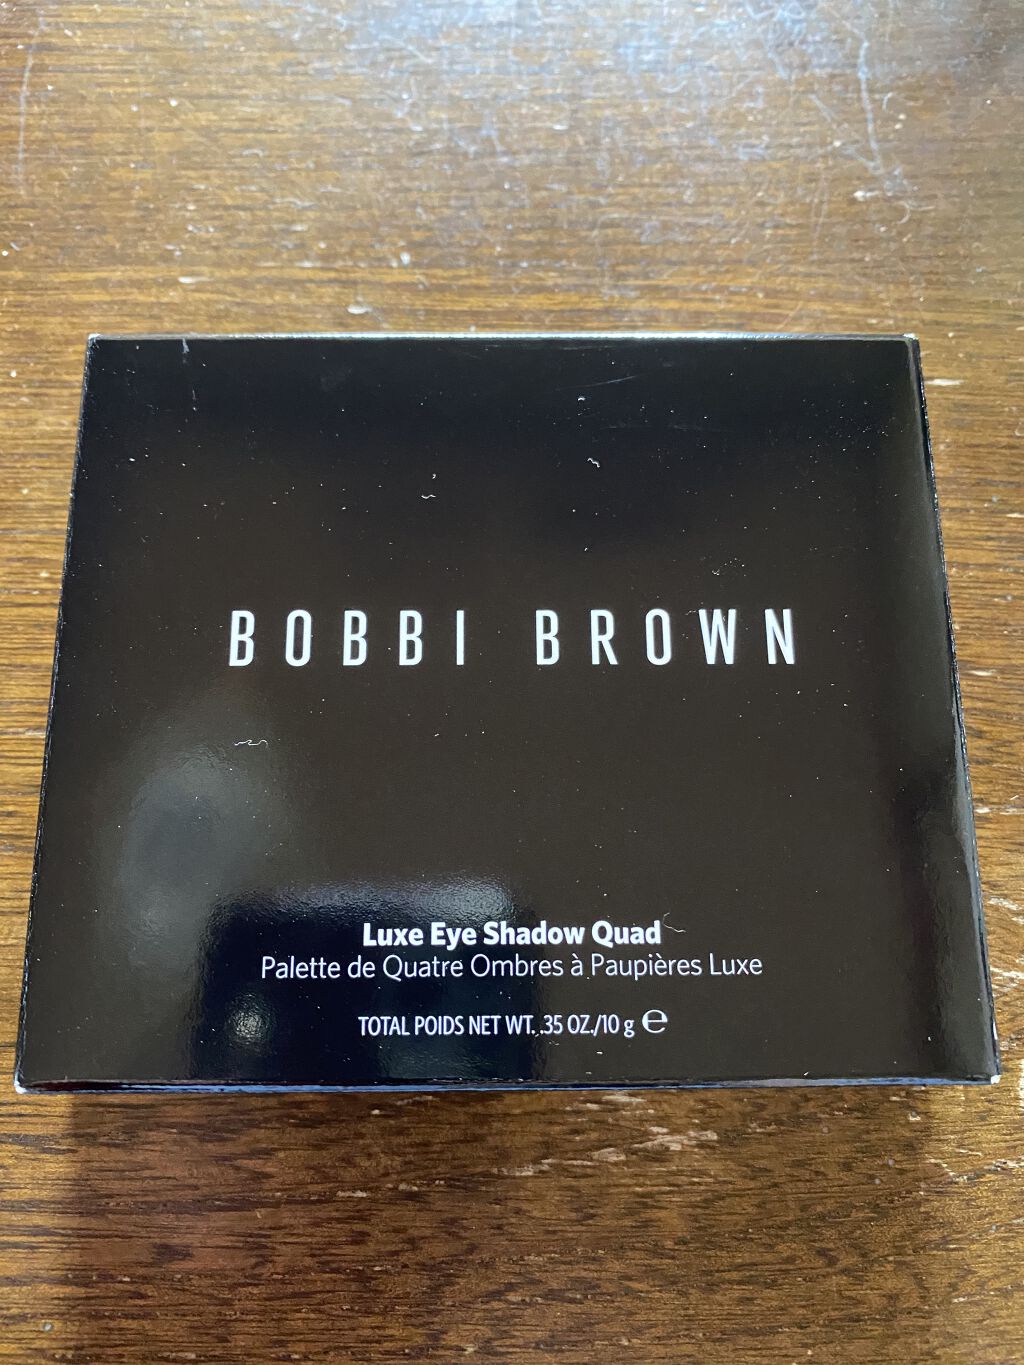 BOBBI BROWN
Luxe Eye Shadow Quad
Palette de Quatre Ombres à Paupières Luxe
TOTAL POIDS NET WT. .35 OZ./10 g ℮